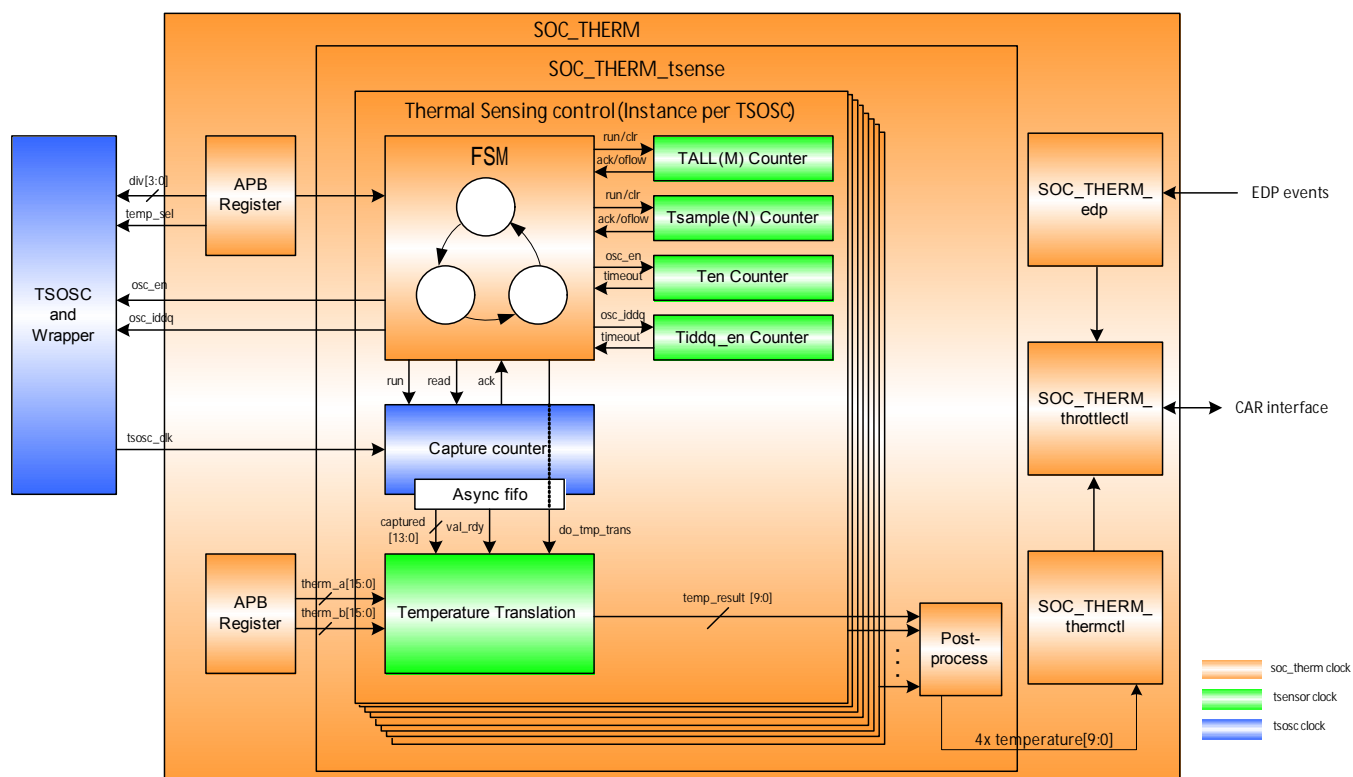 SOC_THERM
SOC_THERM_tsense
Thermal Sensing control(Instance per TSOSC)
TSOSC
and
Wrapper
div[3:0]
temp_sel
osc_en
osc_iddq
tsosc_clk
APB
Register
FSM
run/clr
ack/oflow
TALL(M) Counter
run/clr
ack/oflow
Tsample(N) Counter
osc_en
timeout
Ten Counter
osc_iddq
timeout
Tiddq_en Counter
run
read
ack
Capture counter
Async fifo
captured
[13:0]
val_rdy
do_tmp_trans
APB
Register
therm_a[15:0]
therm_b[15:0]
Temperature Translation
temp_result [9:0]
Post-
process
4x temperature[9:0]
SOC_THERM_
edp
EDP events
SOC_THERM_
throttlectl
CAR interface
SOC_THERM_
thermctl
soc_therm clock
tsensor clock
tsosc clock